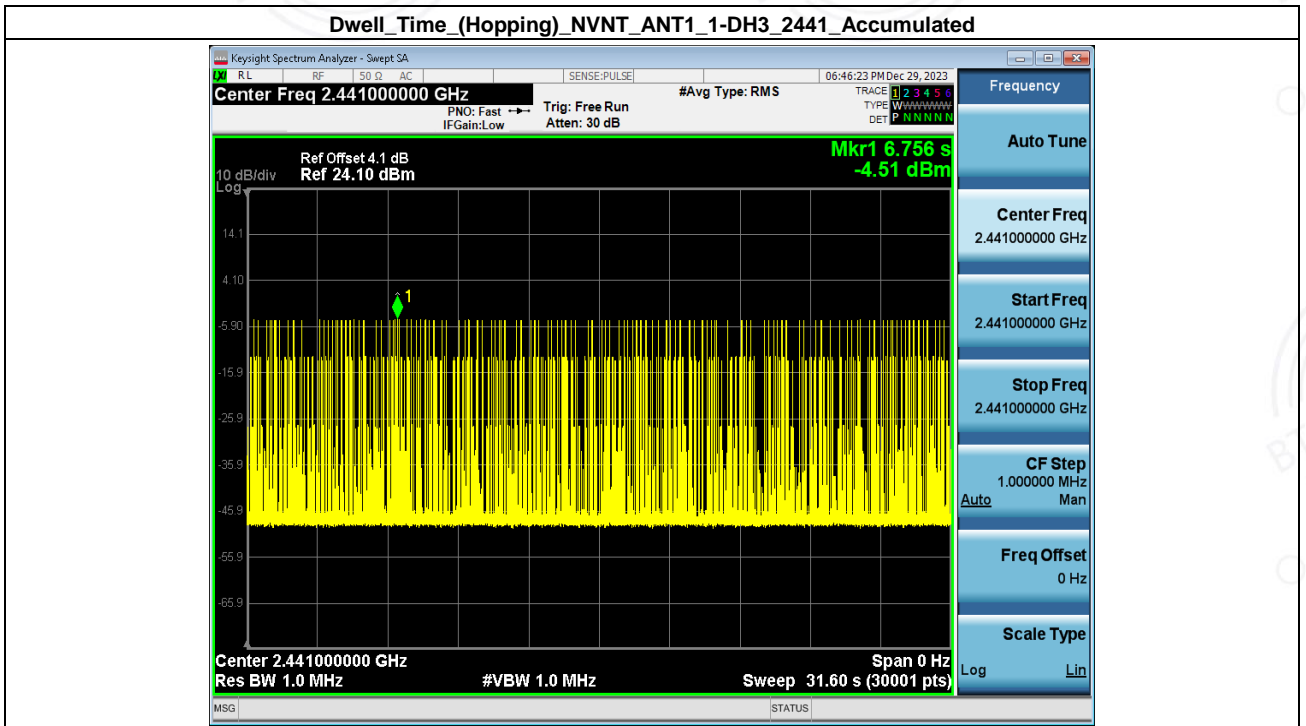 Dwell_Time_(Hopping)_NVNT_ANT1_1-DH3_2441_Accumulated
Keysight Spectrum Analyzer - Swept SA
LXI RL RF 50 Ω AC SENSE:PULSE 06:46:23 PM Dec 29, 2023
Center Freq 2.441000000 GHz #Avg Type: RMS TRACE 1 2 3 4 5 6
PNO: Fast Trig: Free Run TYPE WWWWWW
IFGain:Low Atten: 30 dB DET P N N N N N
Mkr1 6.756 s
-4.51 dBm
Ref Offset 4.1 dB
10 dB/div Ref 24.10 dBm
Log
14.1
4.10
1
-5.90
-15.9
-25.9
-35.9
-45.9
-55.9
-65.9
Center 2.441000000 GHz Span 0 Hz
Res BW 1.0 MHz #VBW 1.0 MHz Sweep 31.60 s (30001 pts)
MSG STATUS
Frequency
Auto Tune
Center Freq
2.441000000 GHz
Start Freq
2.441000000 GHz
Stop Freq
2.441000000 GHz
CF Step
1.000000 MHz
Auto Man
Freq Offset
0 Hz
Scale Type
Log Lin